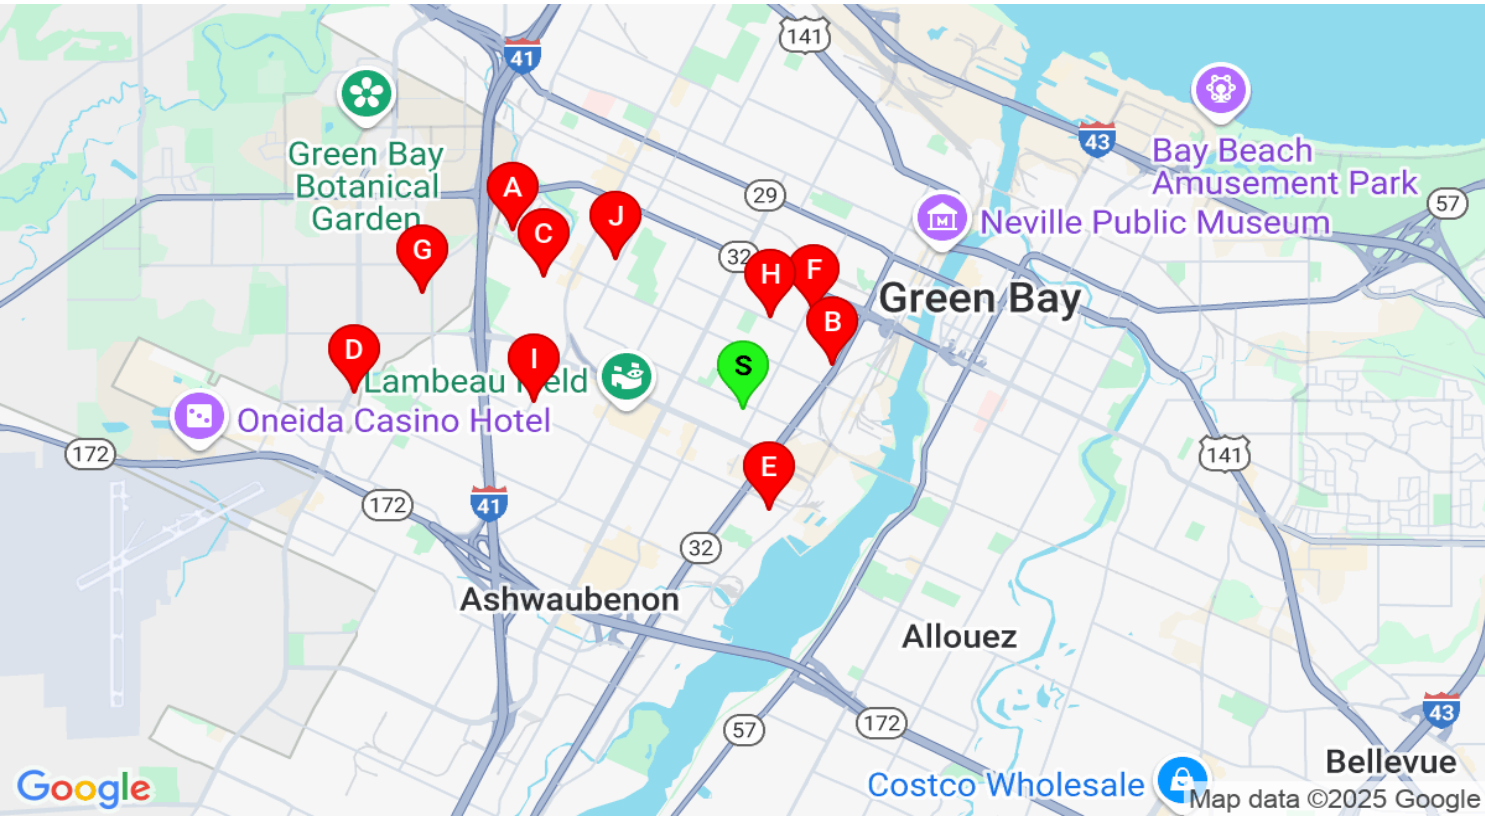 141
41
43
Green Bay
Botanical
Garden
Bay Beach
Amusement Park
A
29
57
J
C
Neville Public Museum
G
32
H
F
Green Bay
B
D
I
S
Lambeau Field
Oneida Casino Hotel
172
141
E
172
41
32
Ashwaubenon
Allouez
57
172
43
Bellevue
Google
Costco Wholesale
Map data ©2025 Google